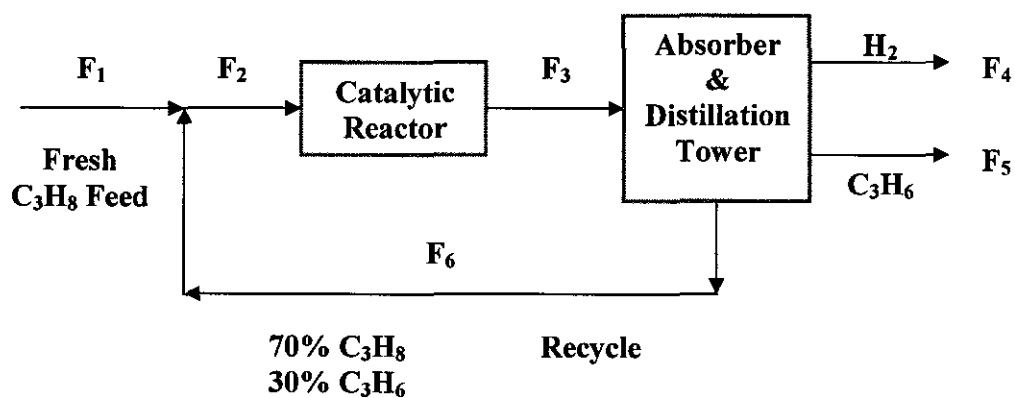 F₁
Fresh
C₃H₈ Feed
F₂
Catalytic
Reactor
F₃
Absorber
&
Distillation
Tower
H₂
F₄
C₃H₆
F₅
F₆
70% C₃H₈
30% C₃H₆
Recycle